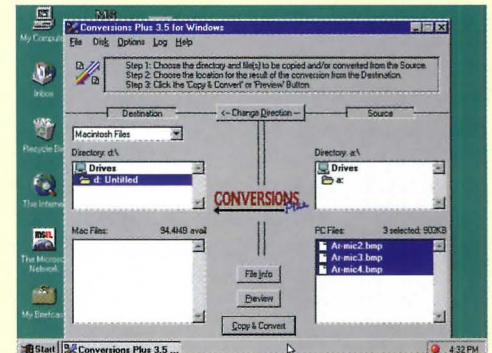 My Compute
Inbox
Recycle Bin
The Interne
The Microsoft
Network
My Briefcas
Conversions Plus 3.5 for Windows
File Disk Options Log Help
Step 1: Choose the directory and file(s) to be copied and/or converted from the Source.
Step 2: Choose the location for the result of the conversion from the Destination.
Step 3: Click the 'Copy & Convert' or 'Preview' Button.
Destination
<-- Change Direction --
Source
Macintosh Files
Directory: d:\
Drives
d: Untitled
Directory: a:\
Drives
a:
CONVERSIONS
Plus
Mac Files: 94.4MB avail
PC Files: 3 selected: 902KB
Ar-mic2.bmp
Ar-mic3.bmp
Ar-mic4.bmp
File Info
Preview
Copy & Convert
Start
Conversions Plus 3.5 ...
4:32 PM